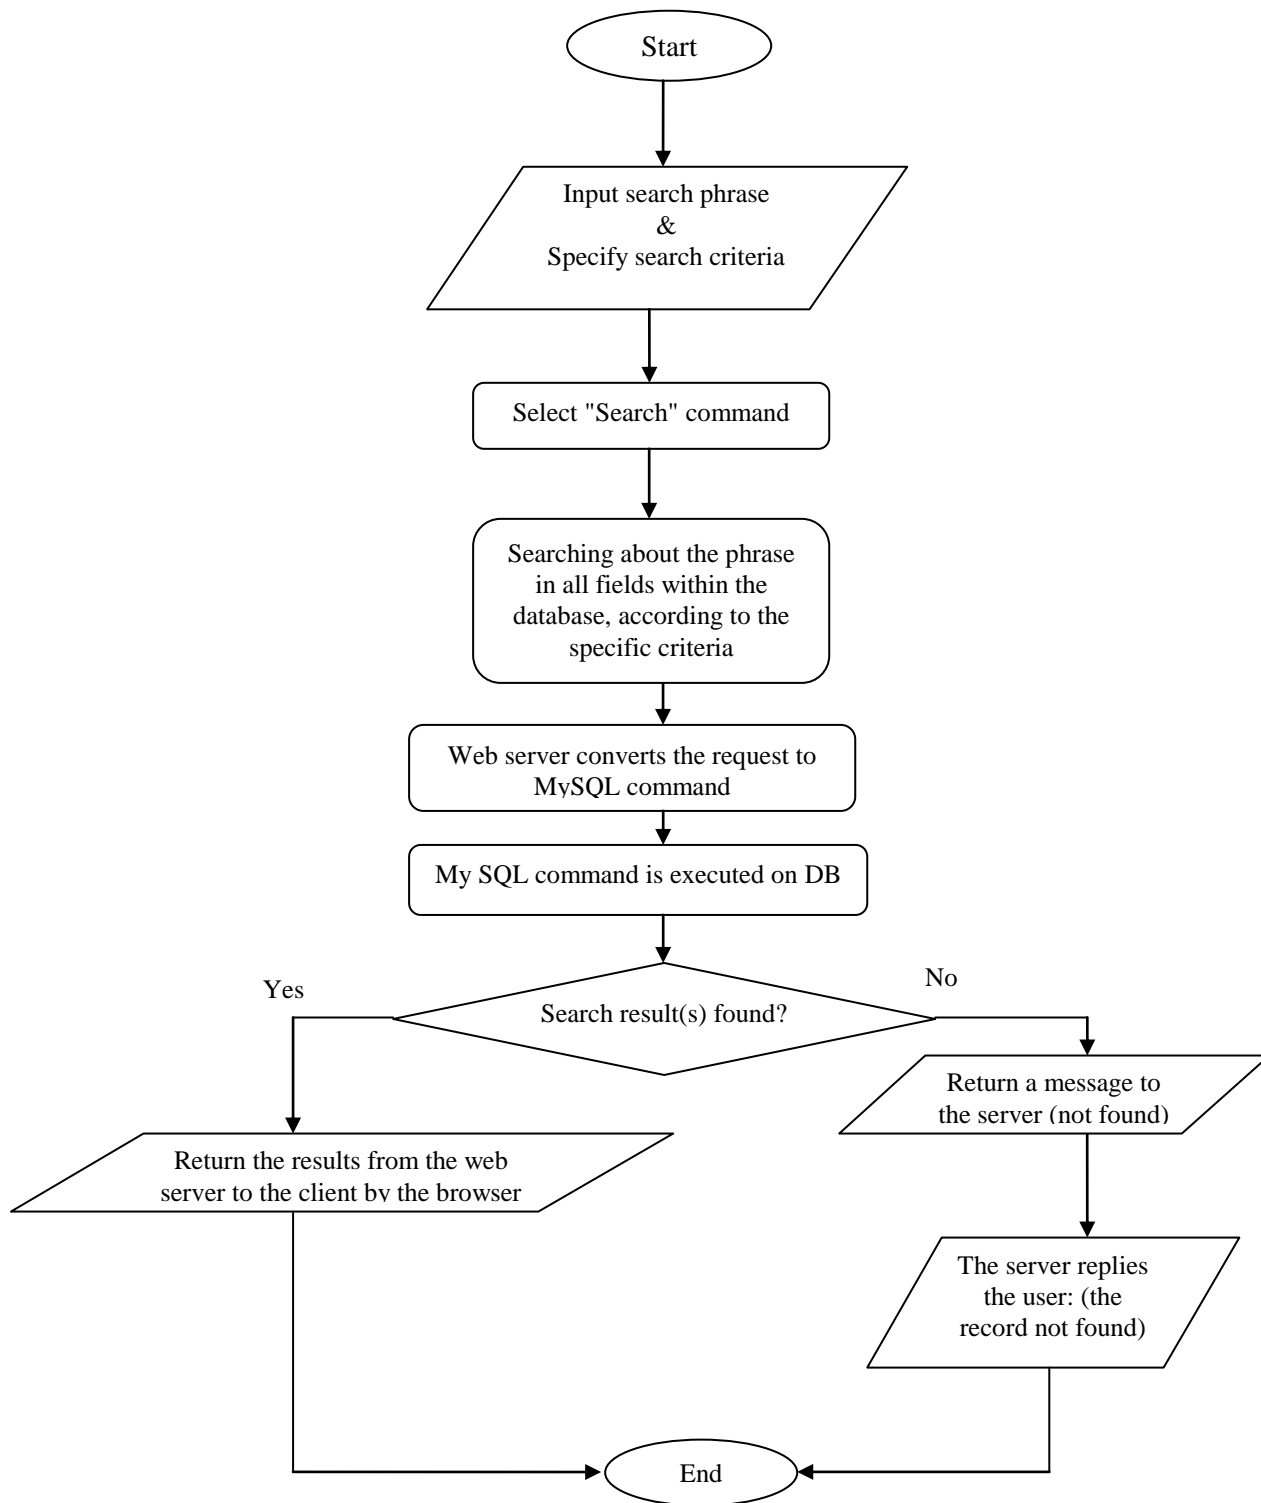 Start
Input search phrase
&
Specify search criteria
Select "Search" command
Searching about the phrase
in all fields within the
database, according to the
specific criteria
Web server converts the request to
MySQL command
My SQL command is executed on DB
Yes
No
Search result(s) found?
Return a message to
the server (not found)
Return the results from the web
server to the client by the browser
The server replies
the user: (the
record not found)
End